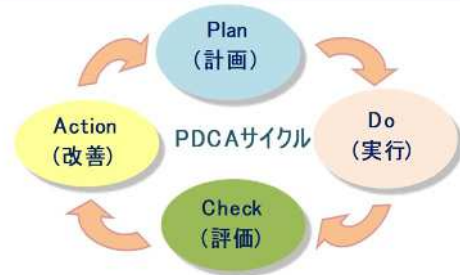 Plan
(計画)
Do
(実行)
PDCAサイクル
Action
(改善)
Check
(評価)